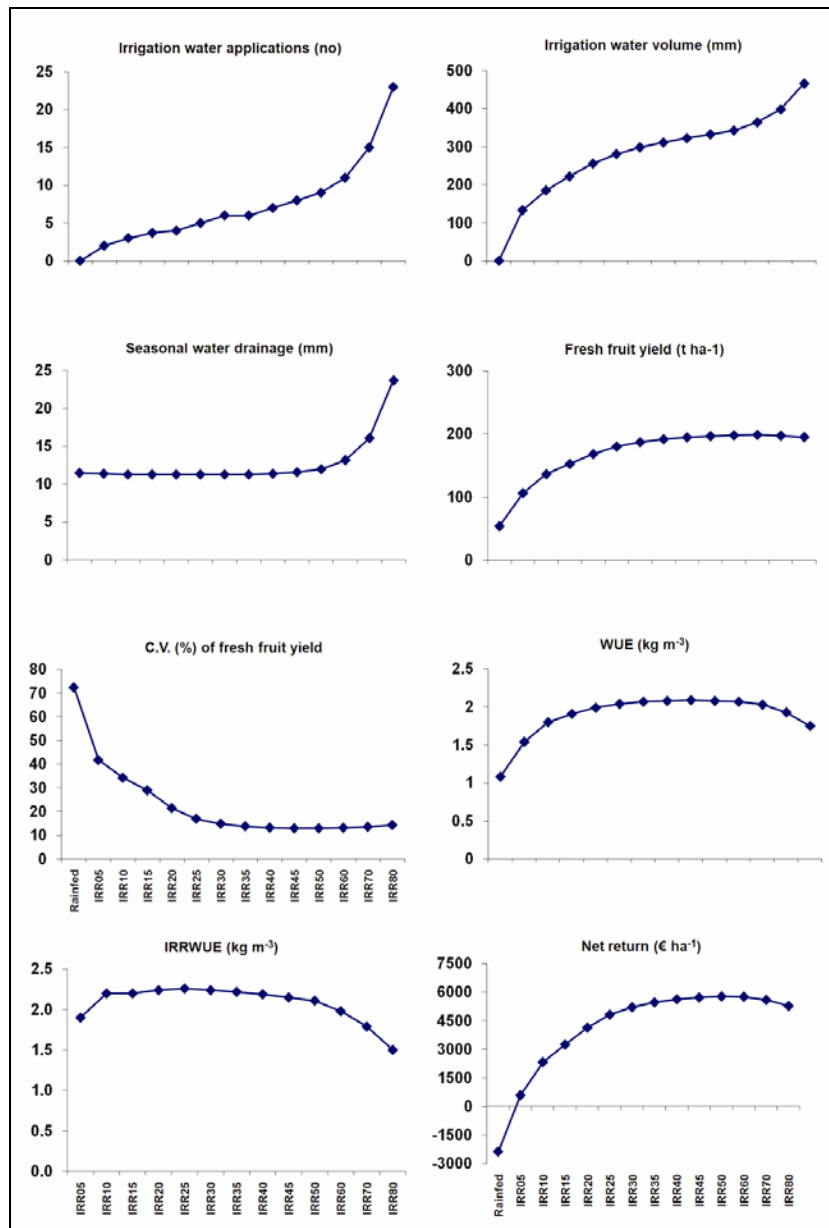 Irrigation water applications (no)
25
20
15
10
5
0
Irrigation water volume (mm)
500
400
300
200
100
0
Seasonal water drainage (mm)
25
20
15
10
5
0
Fresh fruit yield (t ha-1)
300
200
100
0
C.V. (%) of fresh fruit yield
80
70
60
50
40
30
20
10
0
Rainfed
IRR05
IRR10
IRR15
IRR20
IRR25
IRR30
IRR35
IRR40
IRR45
IRR50
IRR60
IRR70
IRR80
WUE (kg m⁻³)
2.5
2
1.5
1
0.5
0
IRRWUE (kg m⁻³)
2.5
2.0
1.5
1.0
0.5
0.0
IRR05
IRR10
IRR15
IRR20
IRR25
IRR30
IRR35
IRR40
IRR45
IRR50
IRR60
IRR70
IRR80
Net return (€ ha⁻¹)
7500
6000
4500
3000
1500
0
-1500
-3000
Rainfed
IRR05
IRR10
IRR15
IRR20
IRR25
IRR30
IRR35
IRR40
IRR45
IRR50
IRR60
IRR70
IRR80